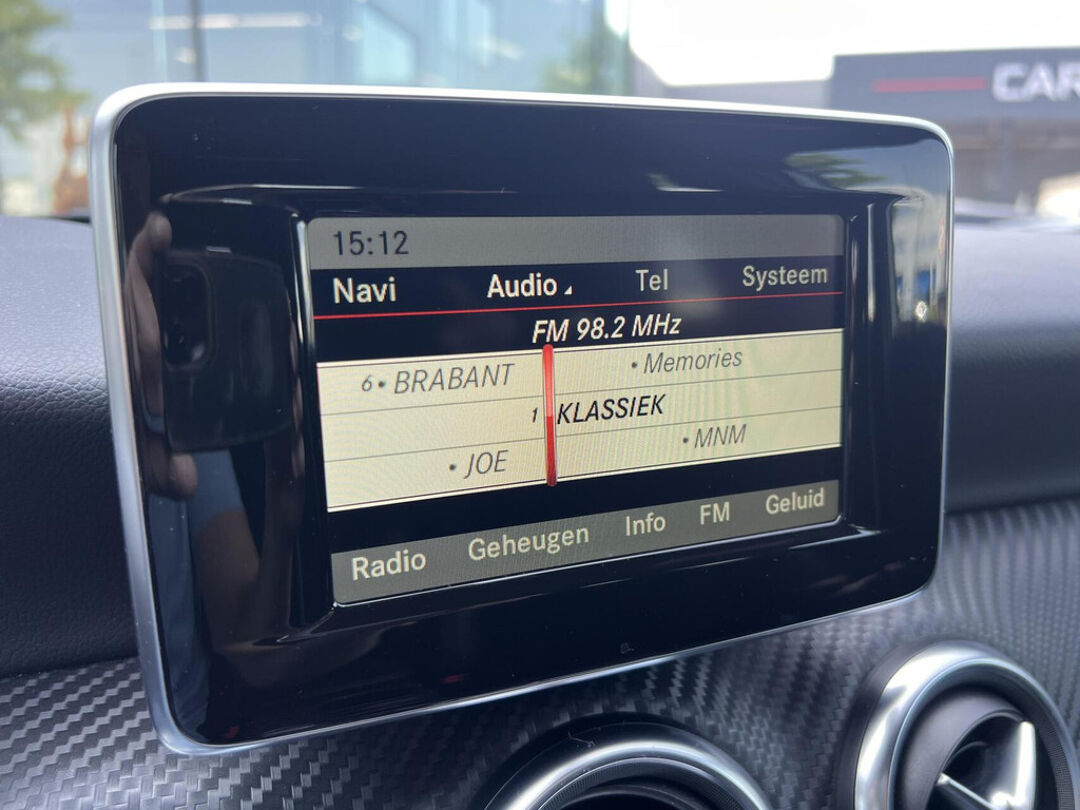 CAR
15:12
Navi Audio Tel Systeem
FM 98.2 MHz
6• BRABANT • Memories
1 KLASSIEK
• JOE • MNM
Radio Geheugen Info FM Geluid